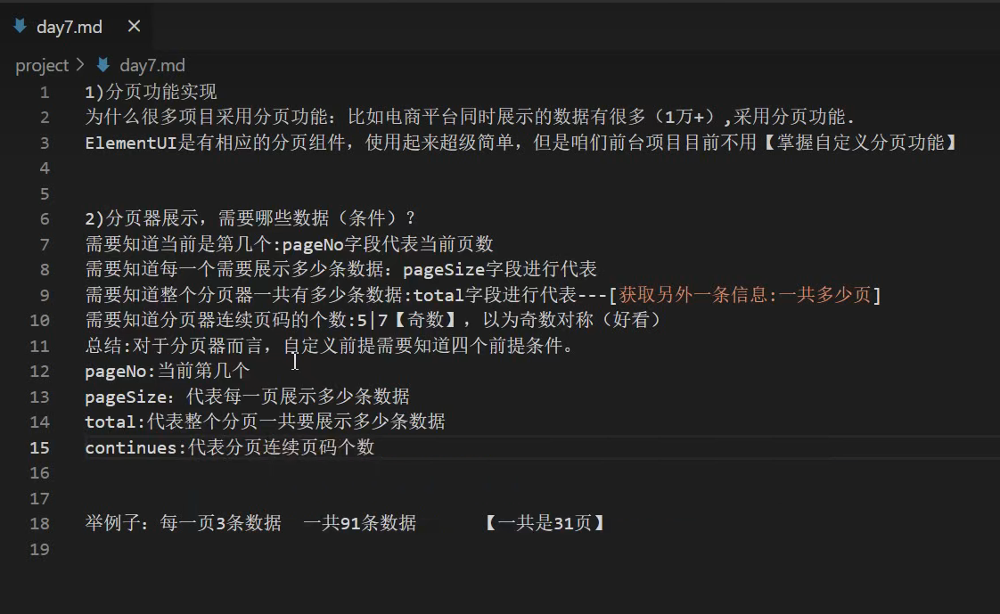 day7.md
project > day7.md
1 1)分页功能实现
2 为什么很多项目采用分页功能：比如电商平台同时展示的数据有很多（1万+）,采用分页功能.
3 ElementUI是有相应的分页组件，使用起来超级简单，但是咱们前台项目目前不用【掌握自定义分页功能】
4
5
6 2)分页器展示，需要哪些数据（条件）？
7 需要知道当前是第几个:pageNo字段代表当前页数
8 需要知道每一个需要展示多少条数据：pageSize字段进行代表
9 需要知道整个分页器一共有多少条数据:total字段进行代表---[获取另外一条信息:一共多少页]
10 需要知道分页器连续页码的个数:5|7【奇数】，以为奇数对称（好看）
11 总结:对于分页器而言，自定义前提需要知道四个前提条件。
12 pageNo:当前第几个
13 pageSize：代表每一页展示多少条数据
14 total:代表整个分页一共要展示多少条数据
15 continues:代表分页连续页码个数
16
17
18 举例子：每一页3条数据 一共91条数据 【一共是31页】
19